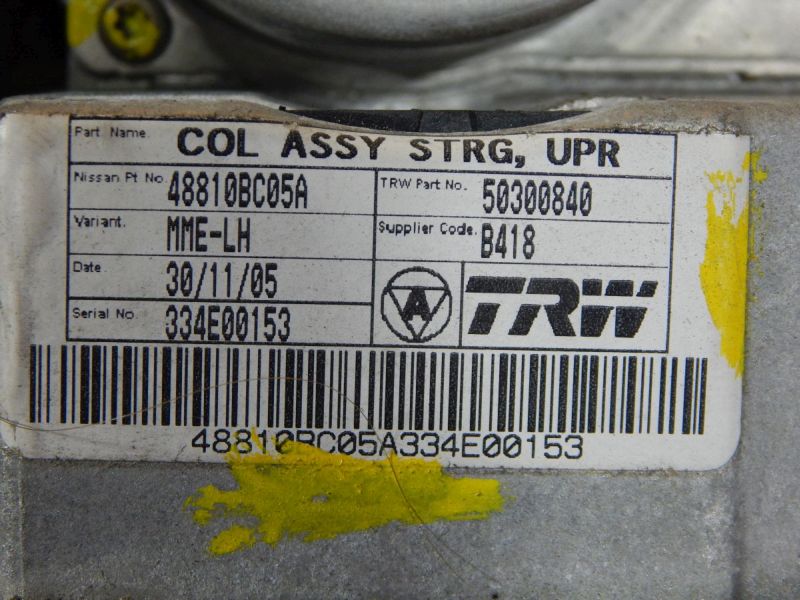 Part Name. COL ASSY STRG, UPR
Nissan Pt No. 48810BC05A TRW Part No. 50300840
Variant. MME-LH Supplier Code. B418
Date. 30/11/05
Serial No. 334E00153
A TRW
48810BC05A334E00153